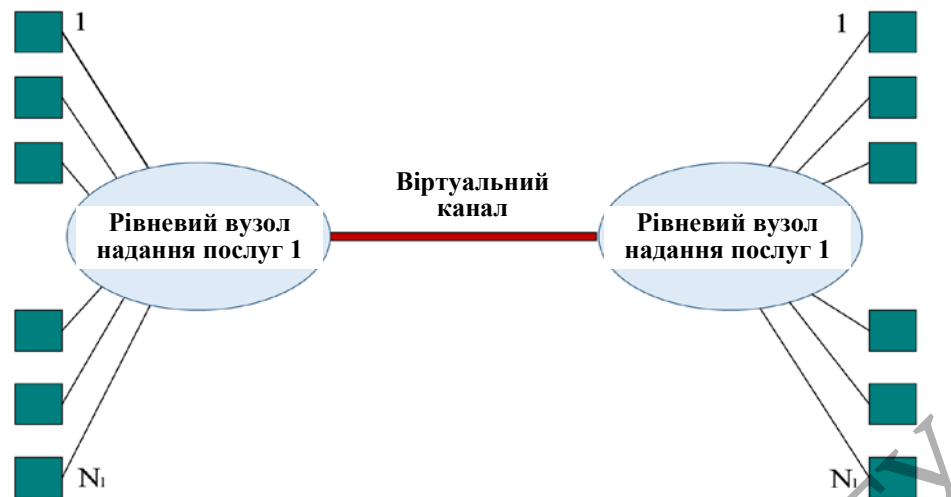 1
1
Віртуальний
канал
Рівневий вузол
надання послуг 1
Рівневий вузол
надання послуг 1
N₁
N₁